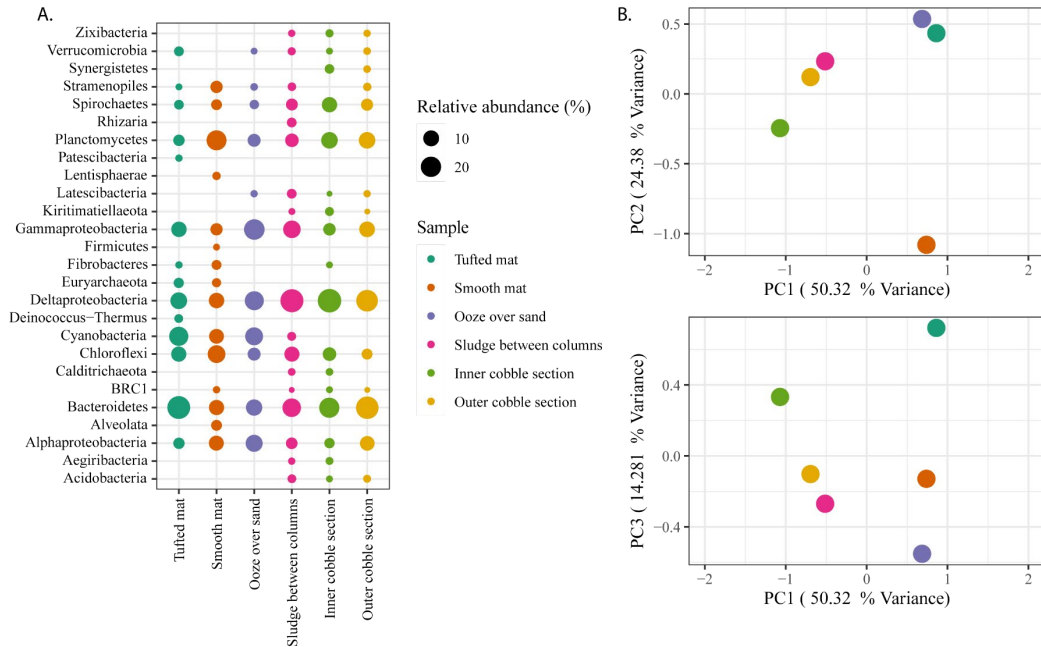 A.
Zixibacteria
Verrucomicrobia
Synergistetes
Stramenopiles
Spirochaetes
Rhizaria
Planctomycetes
Patescibacteria
Lentisphaerae
Latescibacteria
Kiritimatiellaeota
Gammaproteobacteria
Firmicutes
Fibrobacteres
Euryarchaeota
Deltaproteobacteria
Deinococcus−Thermus
Cyanobacteria
Chloroflexi
Calditrichaeota
BRC1
Bacteroidetes
Alveolata
Alphaproteobacteria
Aegiribacteria
Acidobacteria
Tufted mat
Smooth mat
Ooze over sand
Sludge between columns
Inner cobble section
Outer cobble section
Relative abundance (%)
10
20
Sample
Tufted mat
Smooth mat
Ooze over sand
Sludge between columns
Inner cobble section
Outer cobble section
B.
PC2 ( 24.38 % Variance)
0.5
0.0
−0.5
−1.0
−2 −1 0 1 2
PC1 ( 50.32 % Variance)
PC3 ( 14.281 % Variance)
0.4
0.0
−0.4
−2 −1 0 1 2
PC1 ( 50.32 % Variance)